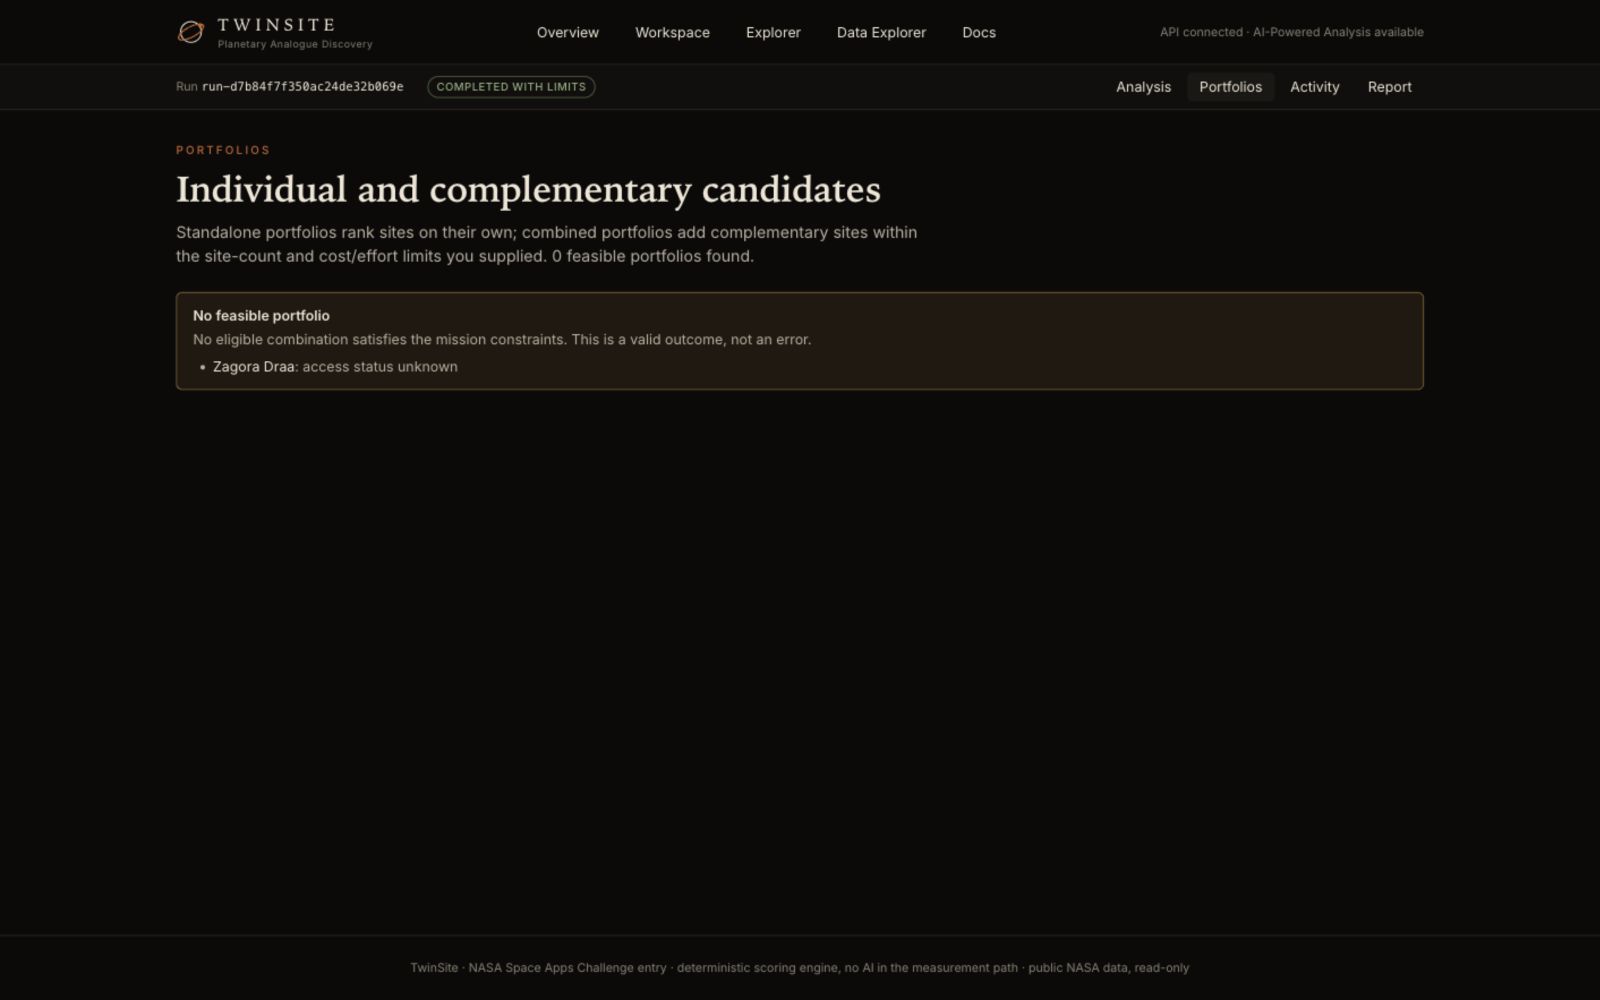 TWINSITE
Planetary Analogue Discovery
Overview
Workspace
Explorer
Data Explorer
Docs
API connected · AI-Powered Analysis available
Run run-d7b84f7f350ac24de32b069e
COMPLETED WITH LIMITS
Analysis
Portfolios
Activity
Report
PORTFOLIOS
Individual and complementary candidates
Standalone portfolios rank sites on their own; combined portfolios add complementary sites within
the site-count and cost/effort limits you supplied. 0 feasible portfolios found.
No feasible portfolio
No eligible combination satisfies the mission constraints. This is a valid outcome, not an error.
• Zagora Draa: access status unknown
TwinSite · NASA Space Apps Challenge entry · deterministic scoring engine, no AI in the measurement path · public NASA data, read-only